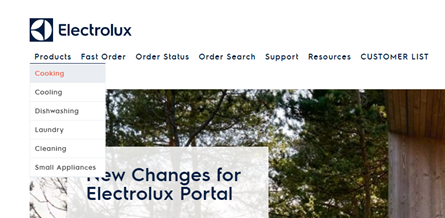 Electrolux
Products Fast Order Order Status Order Search Support Resources CUSTOMER LIST
Cooking
Cooling
Dishwashing
Laundry
Cleaning
Small Appliances
New Changes for
Electrolux Portal